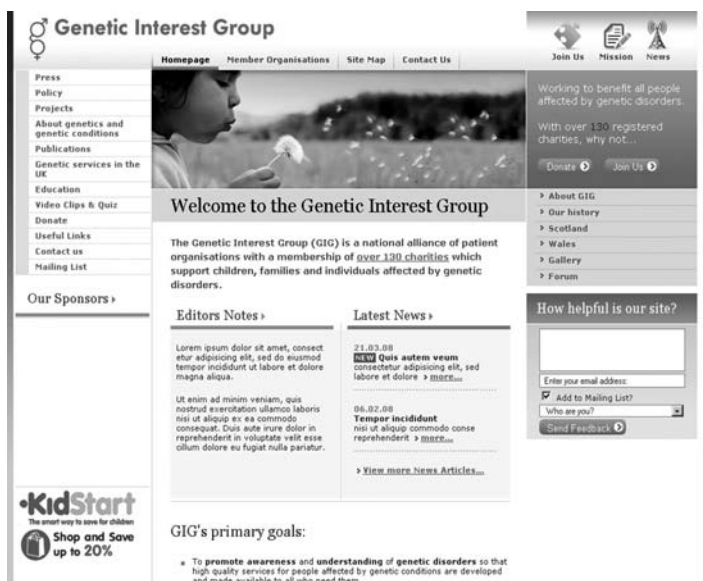 Genetic Interest Group
Homepage Member Organisations Site Map Contact Us
Join Us Mission News
Press
Policy
Projects
About genetics and
genetic conditions
Publications
Genetic services in the
UK
Education
Video Clips & Quiz
Donate
Useful Links
Contact us
Mailing List
Our Sponsors
KidStart
The smart way to save for children
Shop and Save
up to 20%
Welcome to the Genetic Interest Group
The Genetic Interest Group (GIG) is a national alliance of patient
organisations with a membership of over 130 charities which
support children, families and individuals affected by genetic
disorders.
Editors Notes
Lorem ipsum dolor sit amet, consect
etur adipisicing elit, sed do eiusmod
tempor incididunt ut labore et dolore
magna aliqua.
Ut enim ad minim veniam, quis
nostrud exercitation ullamco laboris
nisi ut aliquip ex ea commodo
consequat. Duis aute irure dolor in
reprehenderit in voluptate velit esse
cillum dolore eu fugiat nulla pariatur.
Latest News
21.03.08
NEW Quis autem veum
consectetur adipisicing elit, sed
labore et dolore > more...
06.02.08
Tempor incididunt
nisi ut aliquip commodo conse
reprehenderit > more...
> View more News Articles...
GIG's primary goals:
To promote awareness and understanding of genetic disorders so that
high quality services for people affected by genetic conditions are developed
and made available to all who need them
Working to benefit all people
affected by genetic disorders.
With over 130 registered
charities, why not...
Donate Join Us
> About GIG
> Our history
> Scotland
> Wales
> Gallery
> Forum
How helpful is our site?
Enter your email address:
Add to Mailing List?
Who are you?
Send Feedback